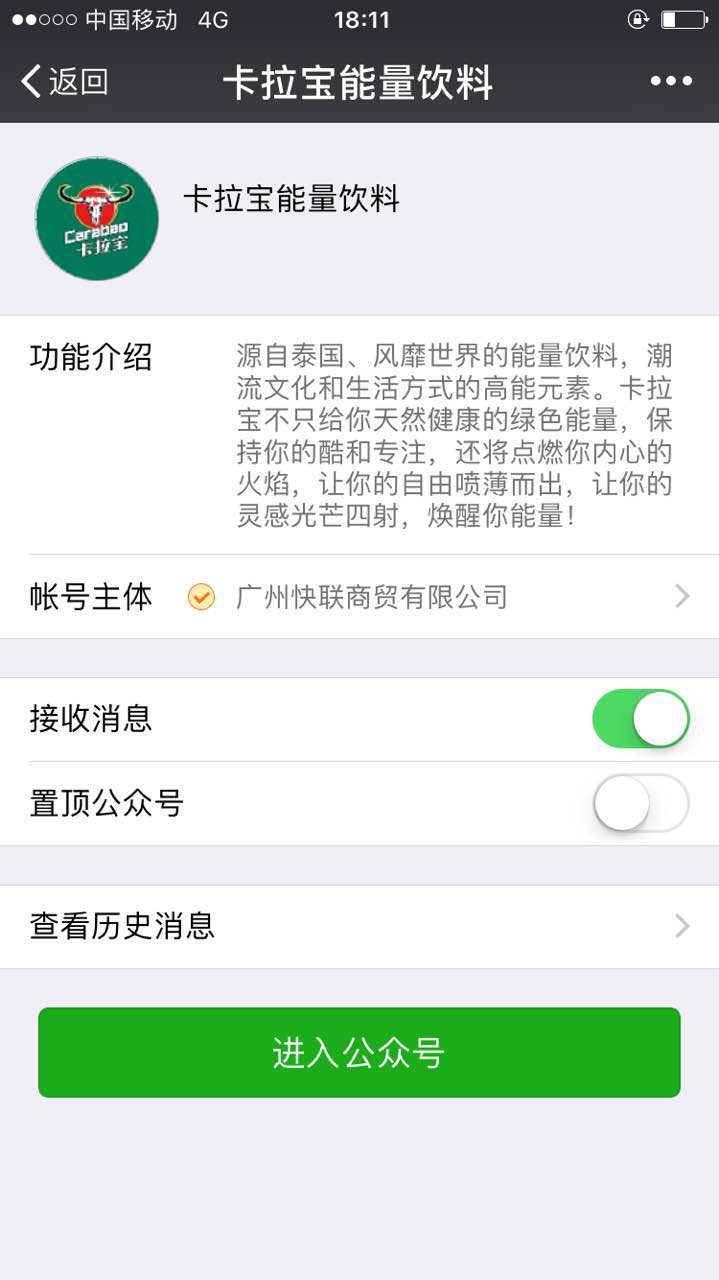 中国移动 4G 18:11
返回 卡拉宝能量饮料
卡拉宝能量饮料
Carabao
卡拉宝
功能介绍
源自泰国、风靡世界的能量饮料，潮
流文化和生活方式的高能元素。卡拉
宝不只给你天然健康的绿色能量，保
持你的酷和专注，还将点燃你内心的
火焰，让你的自由喷薄而出，让你的
灵感光芒四射，焕醒你能量！
帐号主体 广州快联商贸有限公司
接收消息
置顶公众号
查看历史消息
进入公众号